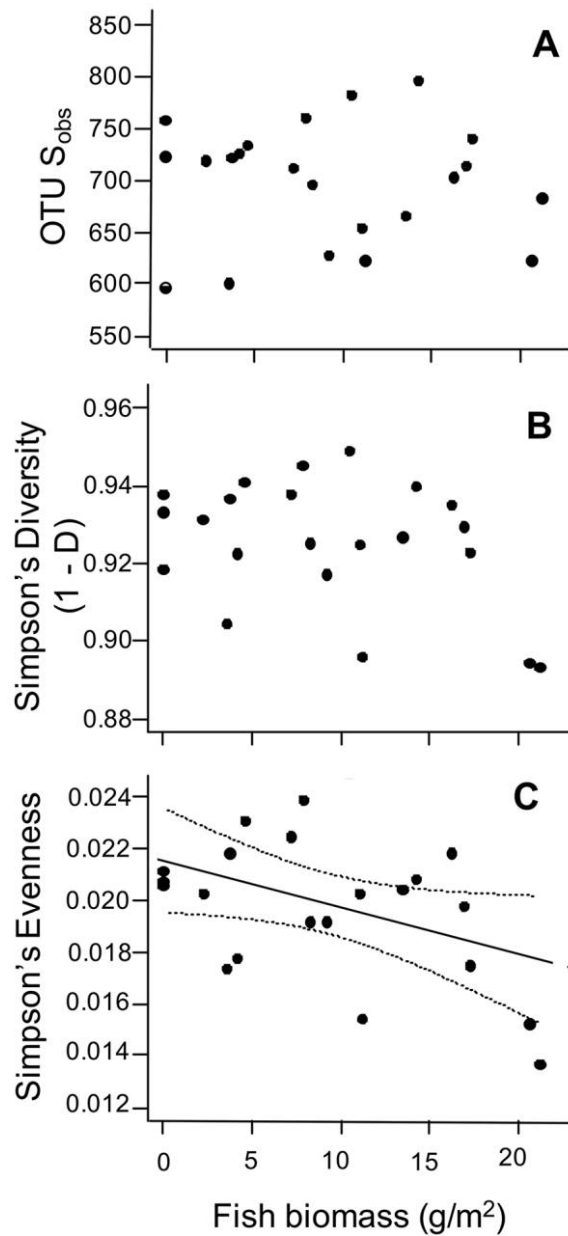 A
850
800
750
700
650
600
550
OTU S_obs
B
0.96
0.94
0.92
0.90
0.88
Simpson's Diversity
(1 - D)
C
0.024
0.022
0.020
0.018
0.016
0.014
0.012
Simpson's Evenness
0 5 10 15 20
Fish biomass (g/m²)